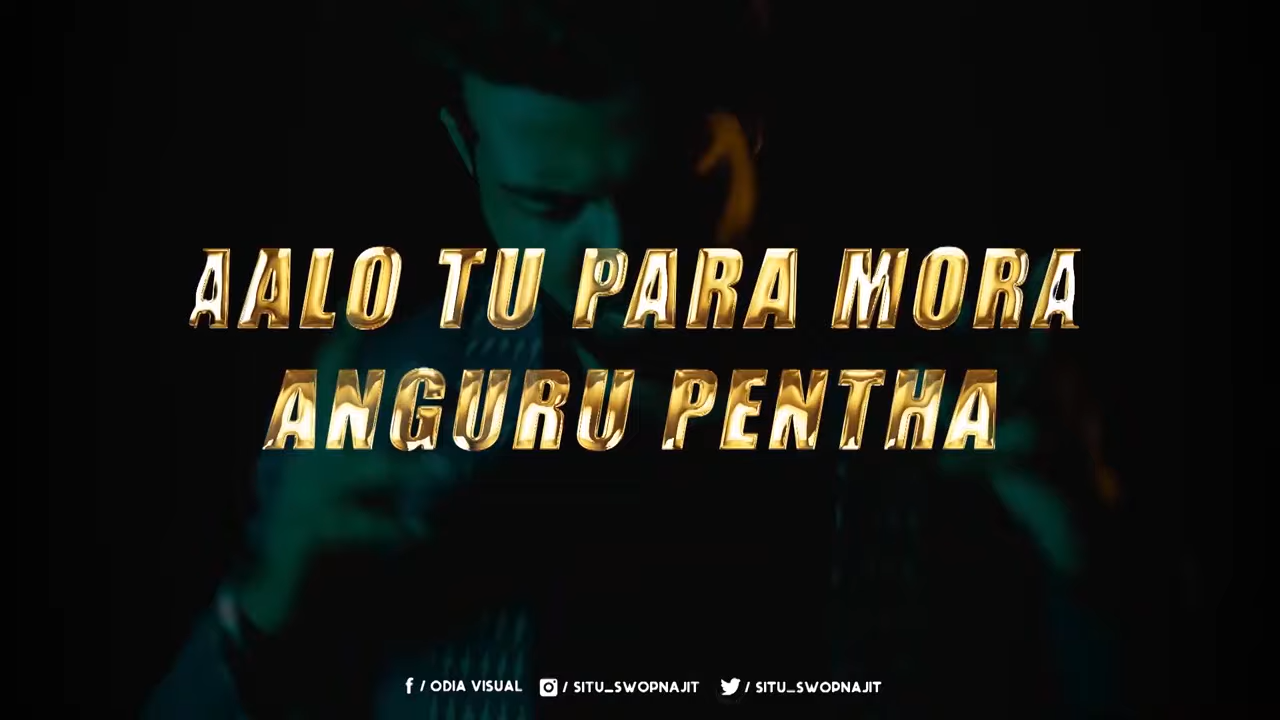 AALO TU PARA MORA
ANGURU PENTHA
f / ODIA VISUAL / SITU_SWOPNAJIT / SITU_SWOPNAJIT